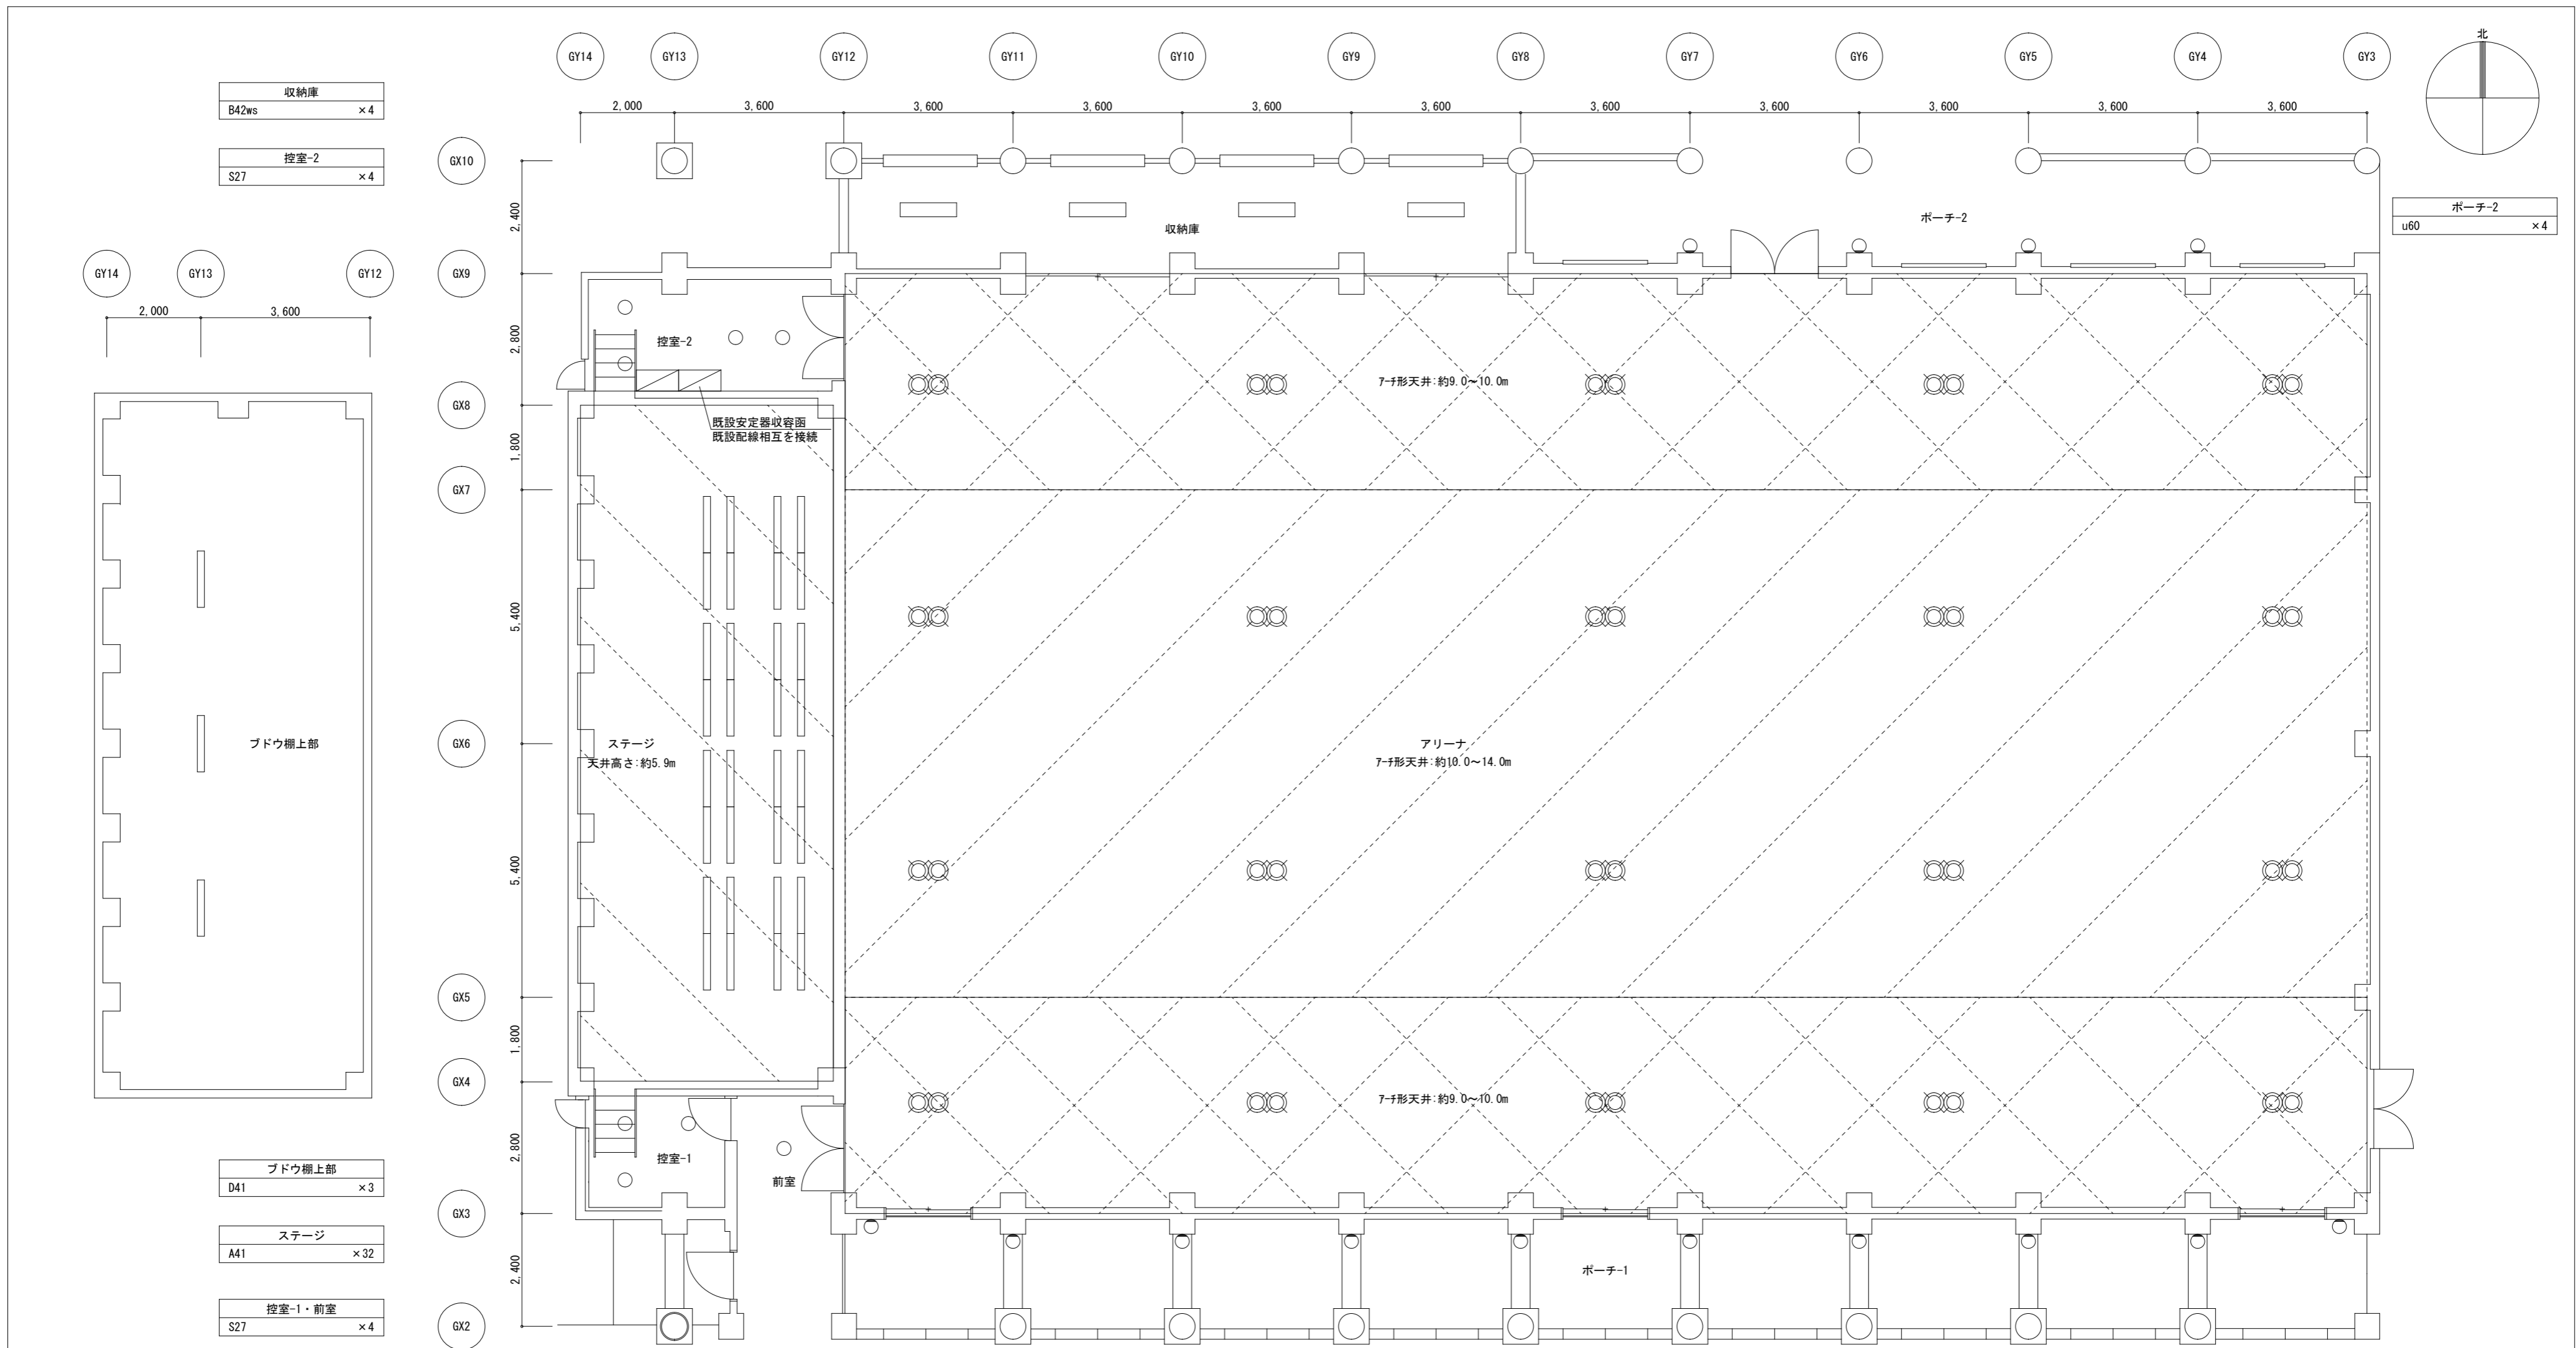 GY14 GY13 GY12 GY11 GY10 GY9 GY8 GY7 GY6 GY5 GY4 GY3
北
2,000 3,600 3,600 3,600 3,600 3,600 3,600 3,600 3,600 3,600 3,600
収納庫
B42ws ×4
控室-2
S27 ×4
GX10
2,400
収納庫
ポーチ-2
ポーチ-2
u60 ×4
GY14 GY13 GY12
2,000 3,600
GX9
2,800
控室-2
アーチ形天井:約9.0～10.0m
GX8
既設安定器収容函
既設配線相互を接続
1,800
GX7
5,400
ブドウ棚上部
GX6
ステージ
天井高さ:約5.9m
アリーナ
アーチ形天井:約10.0～14.0m
5,400
GX5
1,800
GX4
アーチ形天井:約9.0～10.0m
2,800
控室-1
前室
ブドウ棚上部
D41 ×3
GX3
ステージ
A41 ×32
2,400
ポーチ-1
控室-1・前室
S27 ×4
GX2